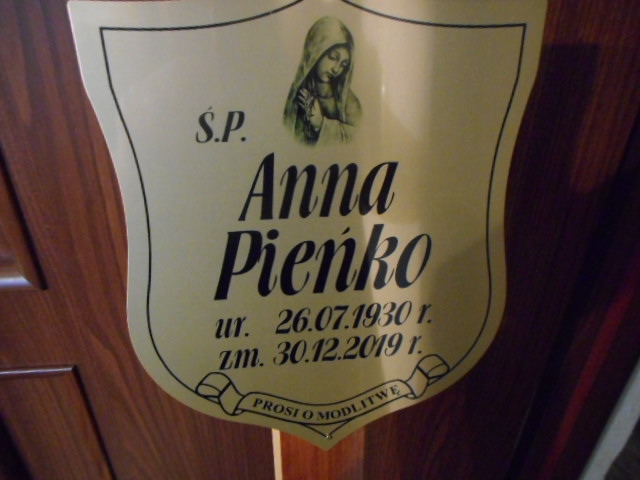 Ś.P.
Anna
Pieńko
ur. 26.07.1930 r.
zm. 30.12.2019 r.
PROSI O MODLITWĘ